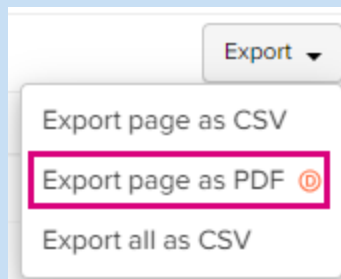 Export
Export page as CSV
Export page as PDF D
Export all as CSV